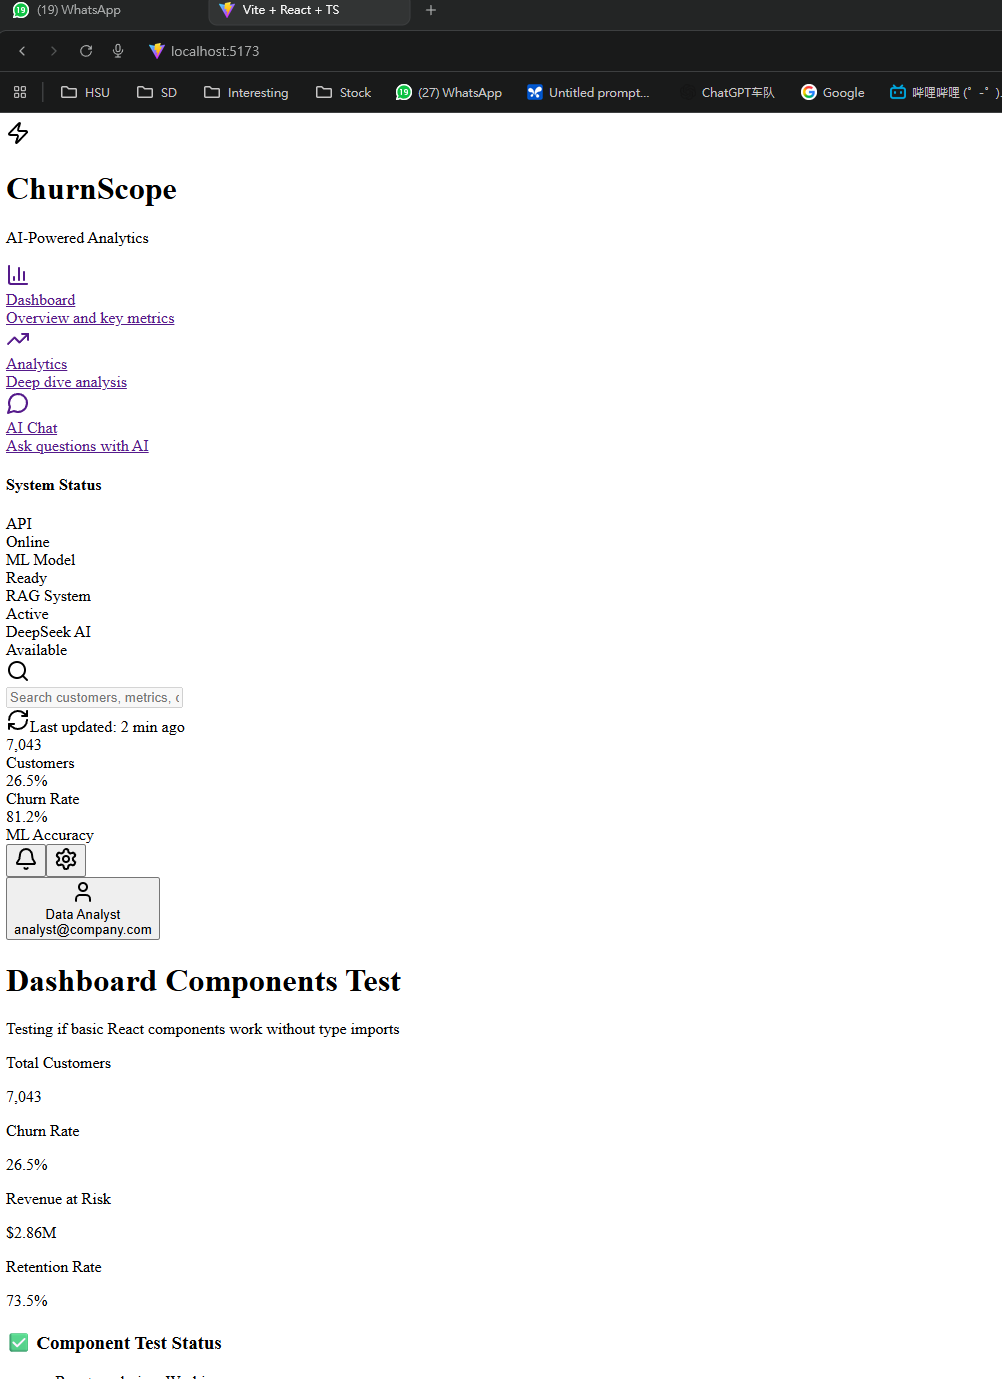 19 (19) WhatsApp
Vite + React + TS
localhost:5173
HSU
SD
Interesting
Stock
19 (27) WhatsApp
Untitled prompt...
ChatGPT车队
Google
哔哩哔哩 (゜-゜)...
ChurnScope
AI-Powered Analytics
Dashboard
Overview and key metrics
Analytics
Deep dive analysis
AI Chat
Ask questions with AI
System Status
API
Online
ML Model
Ready
RAG System
Active
DeepSeek AI
Available
Search customers, metrics,
Last updated: 2 min ago
7,043
Customers
26.5%
Churn Rate
81.2%
ML Accuracy
Data Analyst
analyst@company.com
Dashboard Components Test
Testing if basic React components work without type imports
Total Customers
7,043
Churn Rate
26.5%
Revenue at Risk
$2.86M
Retention Rate
73.5%
✅ Component Test Status